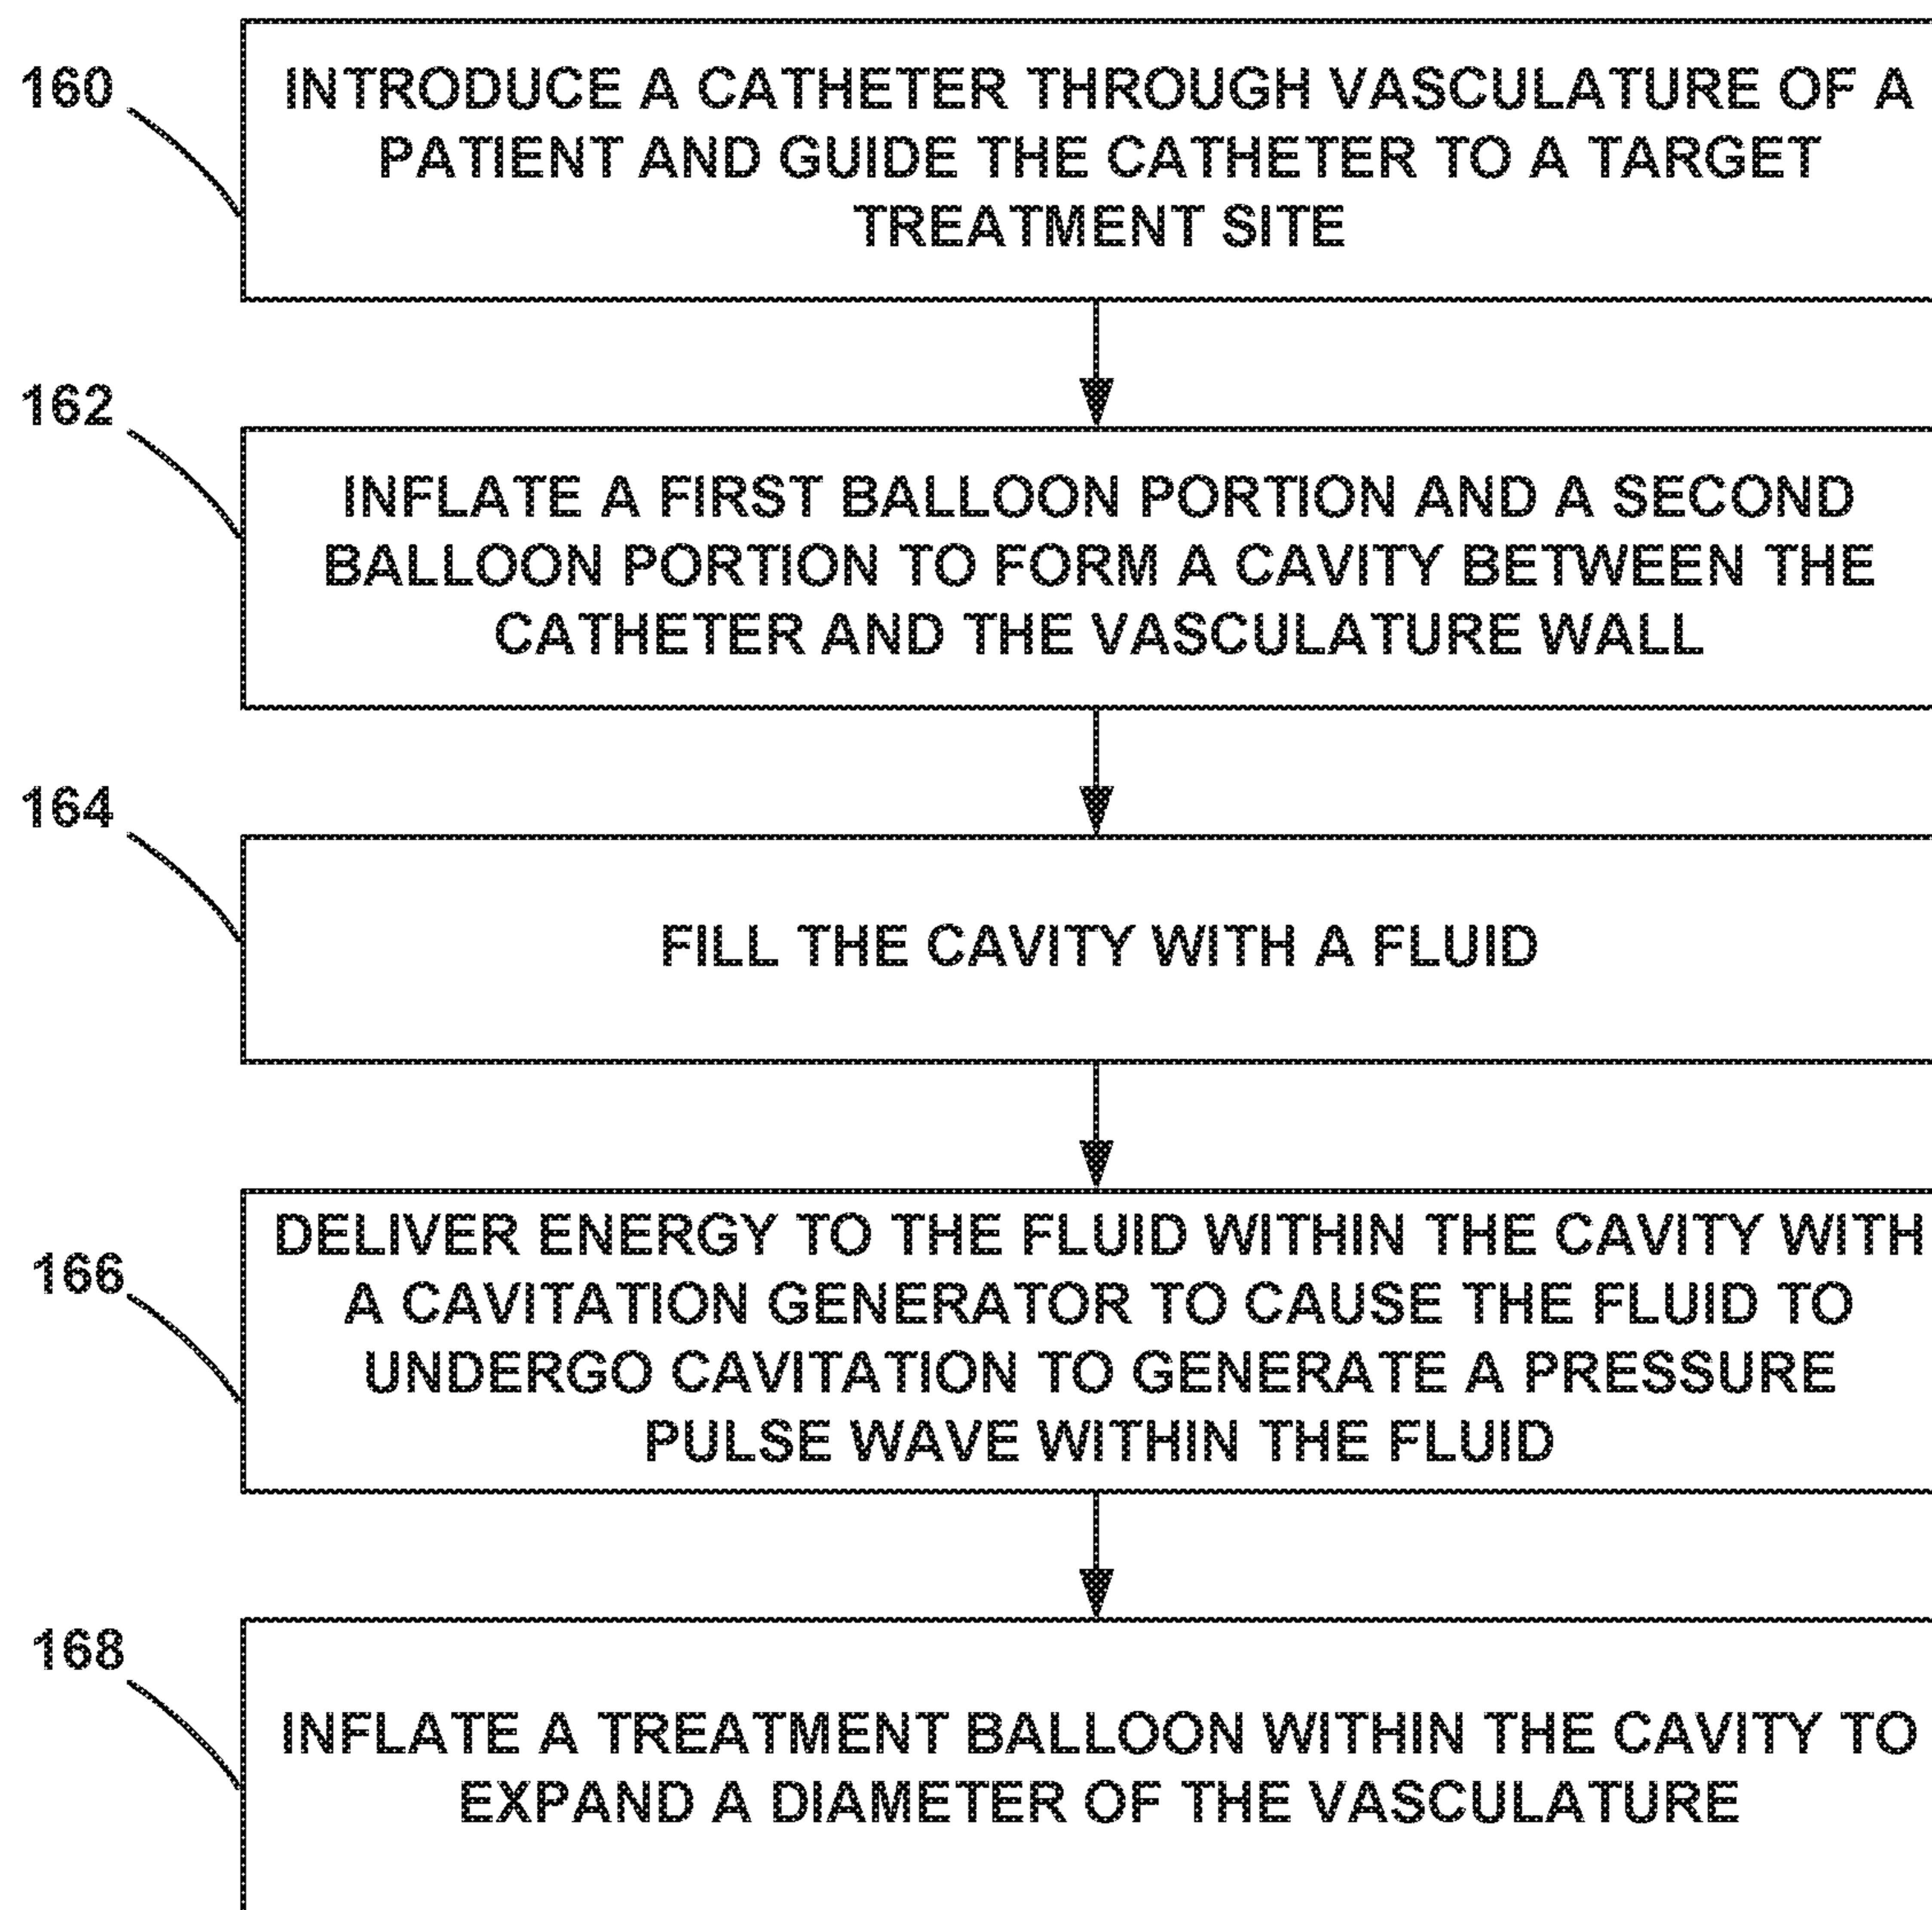 160
INTRODUCE A CATHETER THROUGH VASCULATURE OF A
PATIENT AND GUIDE THE CATHETER TO A TARGET
TREATMENT SITE
162
INFLATE A FIRST BALLOON PORTION AND A SECOND
BALLOON PORTION TO FORM A CAVITY BETWEEN THE
CATHETER AND THE VASCULATURE WALL
164
FILL THE CAVITY WITH A FLUID
166
DELIVER ENERGY TO THE FLUID WITHIN THE CAVITY WITH
A CAVITATION GENERATOR TO CAUSE THE FLUID TO
UNDERGO CAVITATION TO GENERATE A PRESSURE
PULSE WAVE WITHIN THE FLUID
168
INFLATE A TREATMENT BALLOON WITHIN THE CAVITY TO
EXPAND A DIAMETER OF THE VASCULATURE